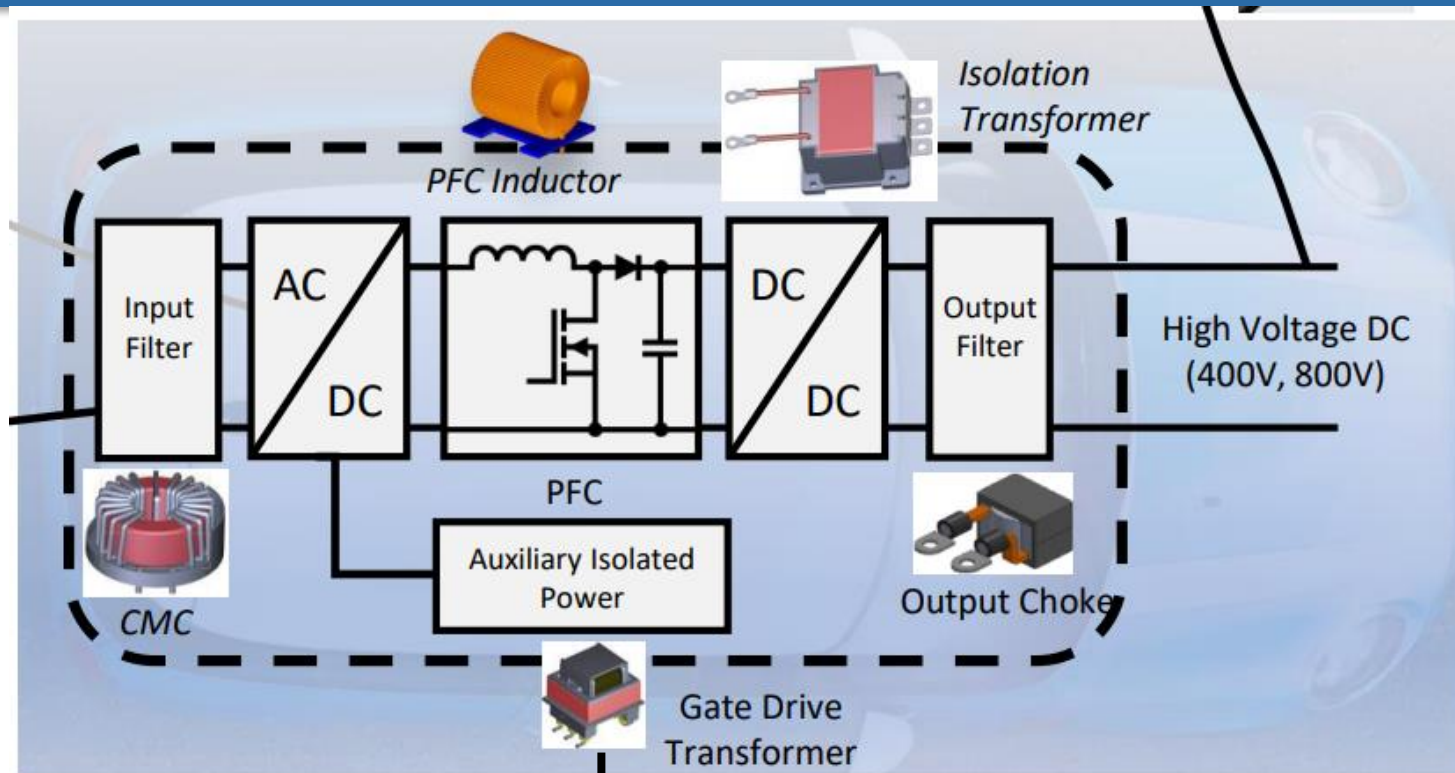 Isolation
Transformer
PFC Inductor
Input
Filter
AC
DC
DC
DC
Output
Filter
High Voltage DC
(400V, 800V)
PFC
Auxiliary Isolated
Power
CMC
Output Choke
Gate Drive
Transformer